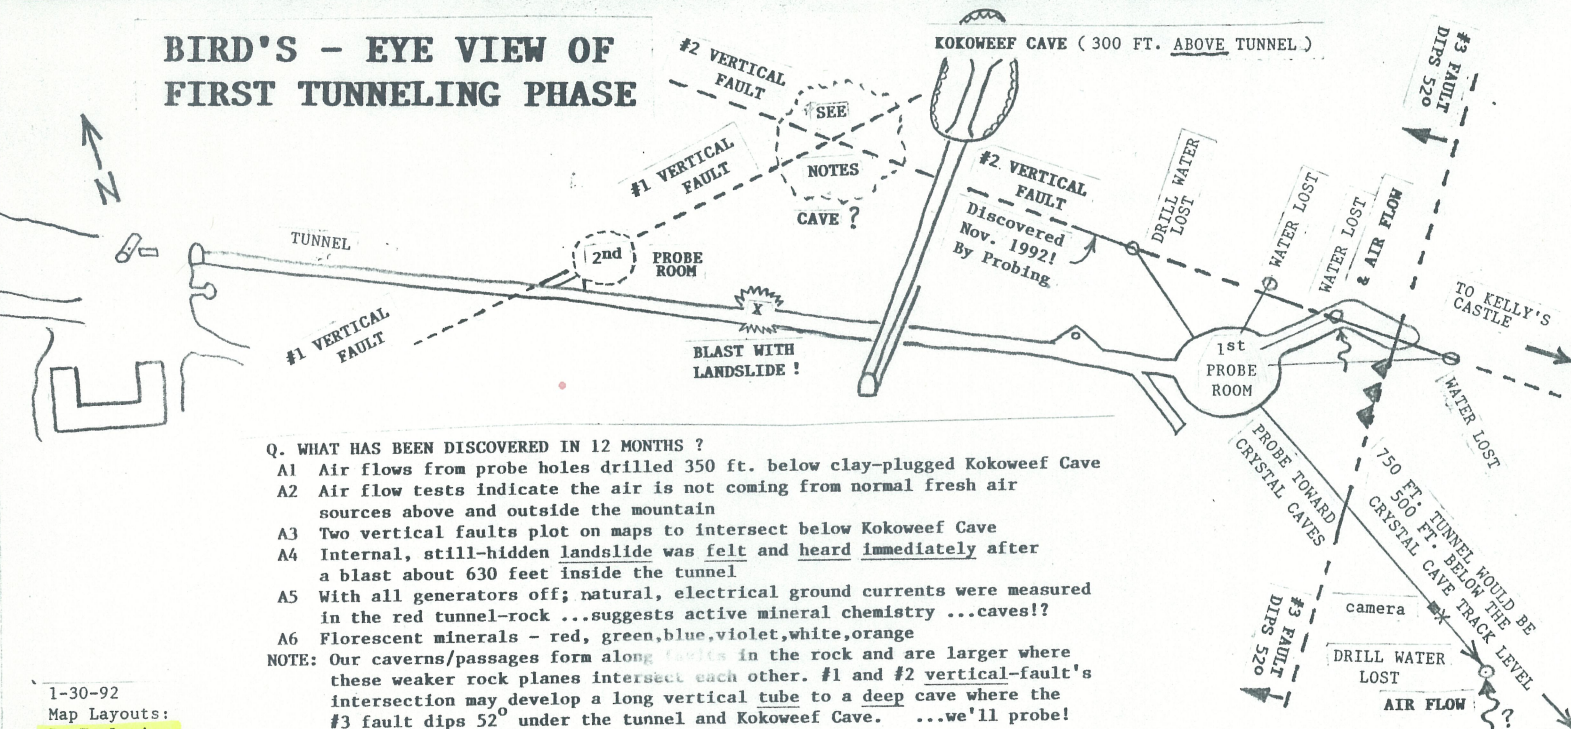 BIRD'S - EYE VIEW OF
FIRST TUNNELING PHASE
KOKOWEEF CAVE (300 FT. ABOVE TUNNEL)
#2 VERTICAL
FAULT
#3 FAULT
DIPS 52º
SEE
NOTES
CAVE ?
#1 VERTICAL
FAULT
#2 VERTICAL
FAULT
Discovered
Nov. 1992!
By Probing
DRILL WATER
LOST
WATER LOST
WATER LOST
& AIR FLOW
N
TUNNEL
2nd
PROBE
ROOM
TO KELLY'S
CASTLE
#1 VERTICAL
FAULT
X
BLAST WITH
LANDSLIDE !
1st
PROBE
ROOM
WATER LOST
PROBE TOWARD
CRYSTAL CAVES
750 FT. TUNNEL WOULD BE
500 FT. BELOW THE
CRYSTAL CAVE TRACK LEVEL
#3 FAULT
DIPS 52º
camera
DRILL WATER
LOST
AIR FLOW
?
Q. WHAT HAS BEEN DISCOVERED IN 12 MONTHS ?
A1 Air flows from probe holes drilled 350 ft. below clay-plugged Kokoweef Cave
A2 Air flow tests indicate the air is not coming from normal fresh air
sources above and outside the mountain
A3 Two vertical faults plot on maps to intersect below Kokoweef Cave
A4 Internal, still-hidden landslide was felt and heard immediately after
a blast about 630 feet inside the tunnel
A5 With all generators off; natural, electrical ground currents were measured
in the red tunnel-rock ...suggests active mineral chemistry ...caves!?
A6 Florescent minerals - red, green,blue,violet,white,orange
NOTE: Our caverns/passages form along faults in the rock and are larger where
these weaker rock planes intersect each other. #1 and #2 vertical-fault's
intersection may develop a long vertical tube to a deep cave where the
#3 fault dips 52º under the tunnel and Kokoweef Cave. ...we'll probe!
1-30-92
Map Layouts: